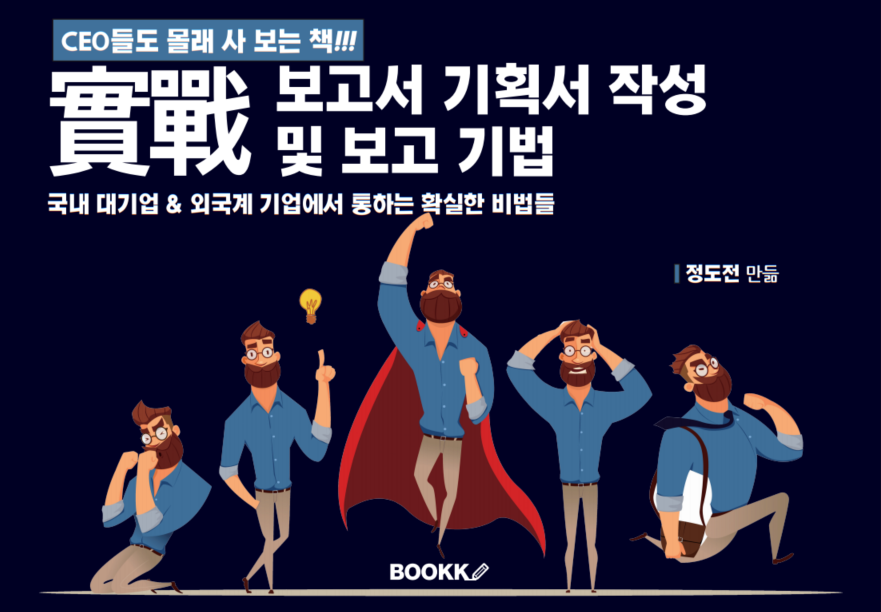 CEO들도 몰래 사 보는 책!!!
實戰 보고서 기획서 작성
및 보고 기법
국내 대기업 & 외국계 기업에서 통하는 확실한 비법들
정도전 만듦
BOOKK